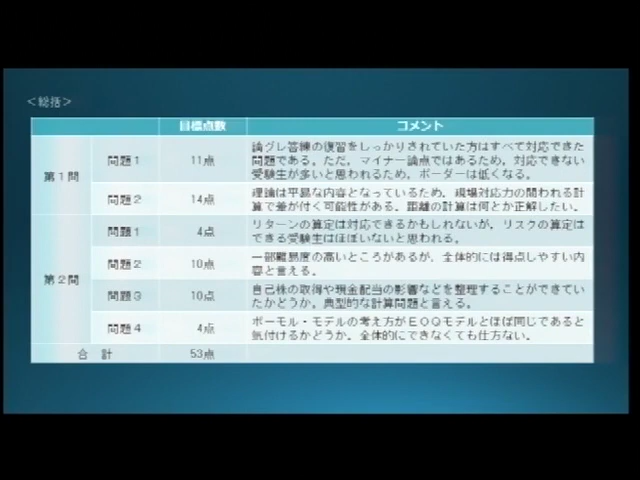 ＜総括＞
目標点数 コメント
第１問 問題１ 11点 論グレ答練の復習をしっかりされていた方はすべて対応できた
問題である。ただ，マイナー論点ではあるため，対応できない
受験生が多いと思われるため，ボーダーは低くなる。
問題２ 14点 理論は平易な内容となっているため，現場対応力の問われる計
算で差が付く可能性がある。距離の計算は何とか正解したい。
第２問 問題１ 4点 リターンの算定は対応できるかもしれないが，リスクの算定は
できる受験生はほぼいないと思われる。
問題２ 10点 一部難易度の高いところがあるが，全体的には得点しやすい内
容と言える。
問題３ 10点 自己株の取得や現金配当の影響などを整理することができてい
たかどうか。典型的な計算問題と言える。
問題４ 4点 ボーモル・モデルの考え方がＥＯＱモデルとほぼ同じであると
気付けるかどうか。全体的にできなくても仕方ない。
合 計 53点